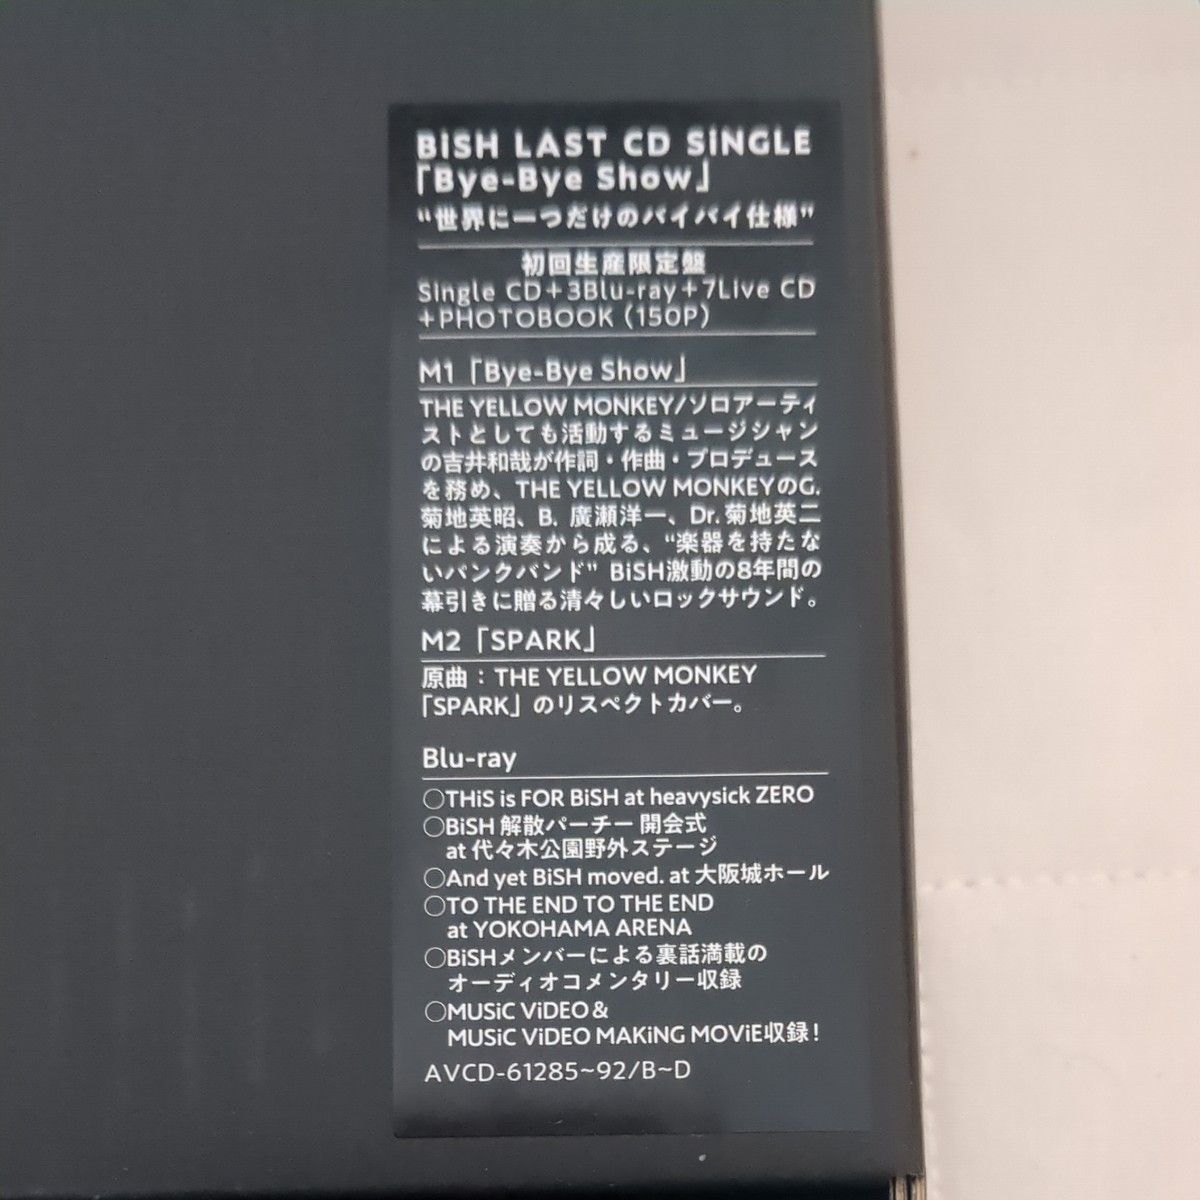 BiSH LAST CD SiNGLE
「Bye-Bye Show」
“世界に一つだけのバイバイ仕様”
初回生産限定盤
Single CD+3Blu-ray+7Live CD
+PHOTOBOOK (150P)
M1「Bye-Bye Show」
THE YELLOW MONKEY/ソロアーティ
ストとしても活動するミュージシャン
の吉井和哉が作詞・作曲・プロデュース
を務め、THE YELLOW MONKEYのG.
菊地英昭、B. 廣瀬洋一、Dr. 菊地英二
による演奏から成る、“楽器を持たな
いパンクバンド” BiSH激動の8年間の
幕引きに贈る清々しいロックサウンド。
M2「SPARK」
原曲：THE YELLOW MONKEY
「SPARK」のリスペクトカバー。
Blu-ray
○THiS is FOR BiSH at heavysick ZERO
○BiSH 解散パーチー 開会式
at 代々木公園野外ステージ
○And yet BiSH moved. at 大阪城ホール
○TO THE END TO THE END
at YOKOHAMA ARENA
○BiSHメンバーによる裏話満載の
オーディオコメンタリー収録
○MUSiC ViDEO&
MUSiC ViDEO MAKiNG MOViE収録!
AVCD-61285~92/B~D